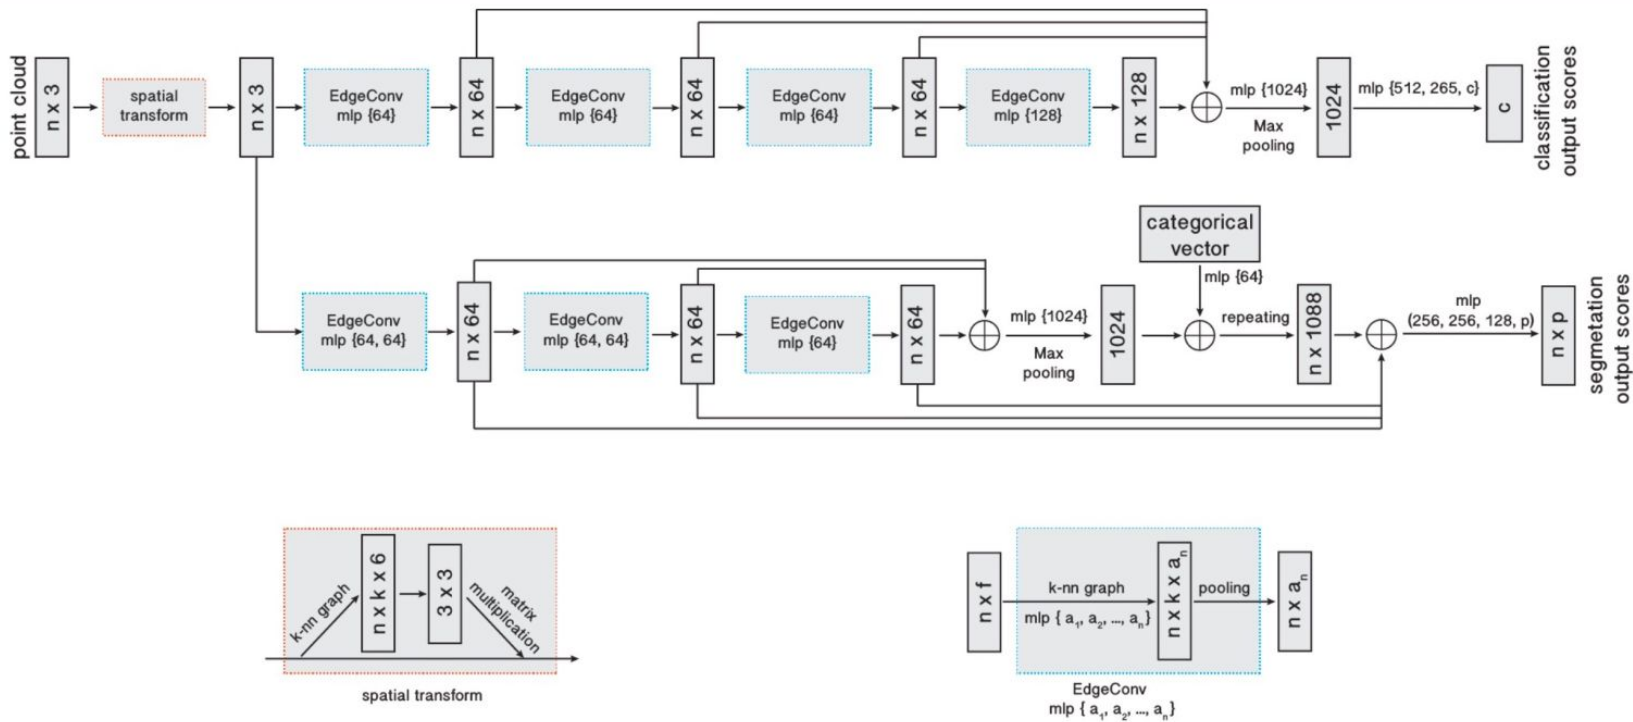 point cloud
n x 3
spatial
transform
n x 3
EdgeConv
mlp {64}
n x 64
EdgeConv
mlp {64}
n x 64
EdgeConv
mlp {64}
n x 64
EdgeConv
mlp {128}
n x 128
mlp {1024}
Max
pooling
1024
mlp {512, 265, c}
c
classification
output scores
categorical
vector
mlp {64}
EdgeConv
mlp {64, 64}
n x 64
EdgeConv
mlp {64, 64}
n x 64
EdgeConv
mlp {64}
n x 64
mlp {1024}
Max
pooling
1024
repeating
n x 1088
mlp
(256, 256, 128, p)
n x p
segmetation
output scores
k-nn graph
n x k x 6
3 x 3
matrix
multiplication
spatial transform
n x f
k-nn graph
mlp { a₁, a₂, ..., aₙ}
n x k x aₙ
pooling
n x aₙ
EdgeConv
mlp { a₁, a₂, ..., aₙ}